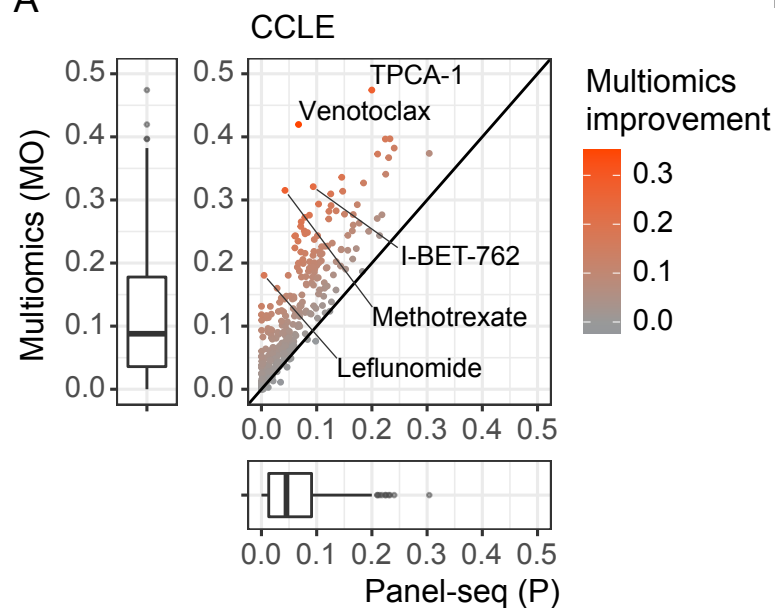 A
CCLE
0.5
0.4
0.3
0.2
0.1
0.0
Multiomics (MO)
0.5
0.4
0.3
0.2
0.1
0.0
TPCA-1
Venotoclax
I-BET-762
Methotrexate
Leflunomide
0.0 0.1 0.2 0.3 0.4 0.5
Multiomics
improvement
0.3
0.2
0.1
0.0
0.0 0.1 0.2 0.3 0.4 0.5
Panel-seq (P)